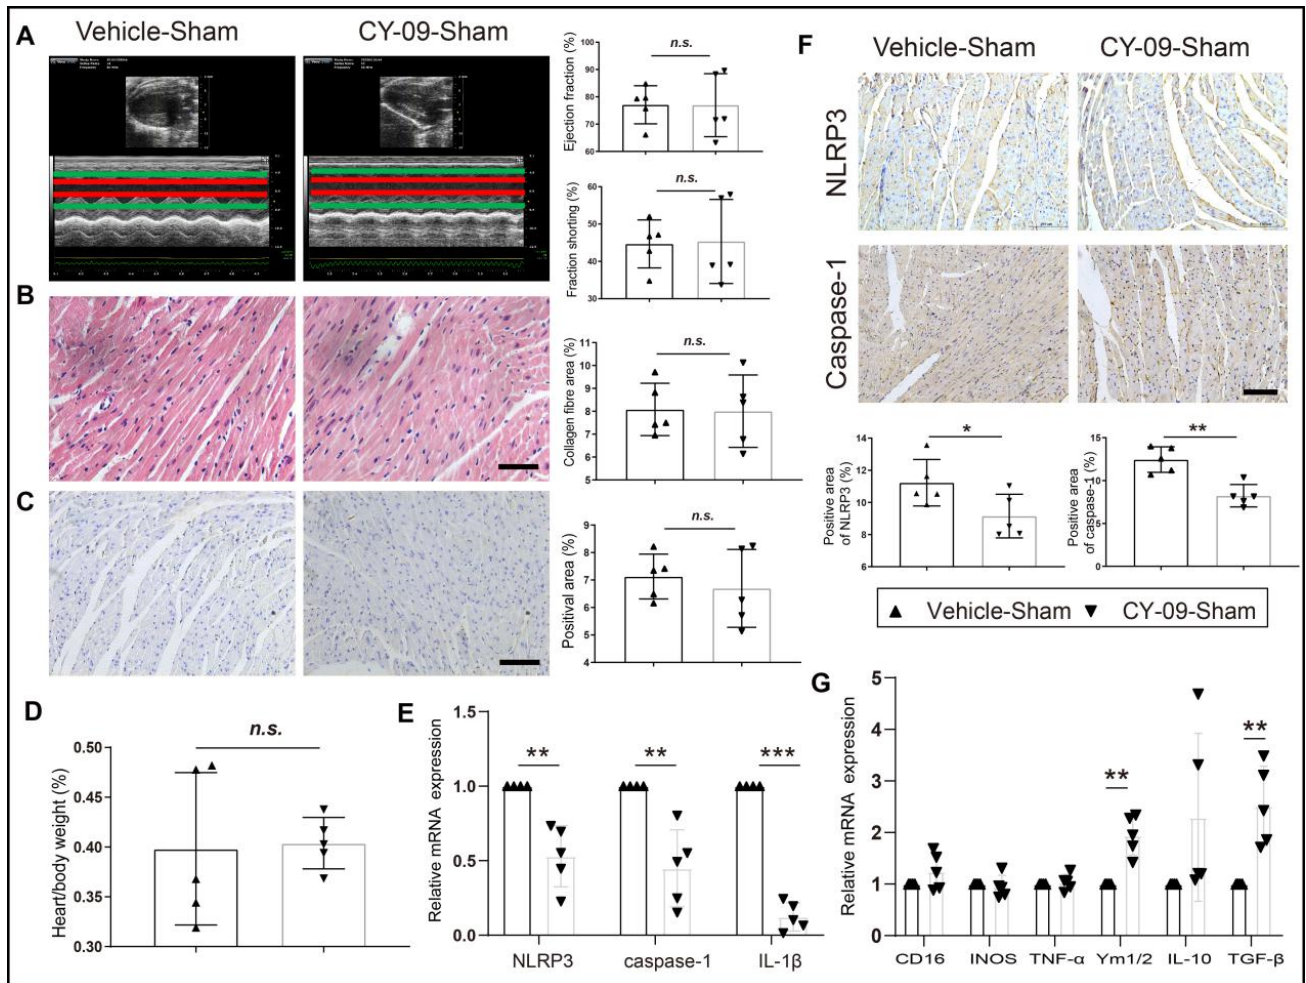 A
Vehicle-Sham
CY-09-Sham
Ejection fraction (%)
100
90
80
70
60
n.s.
Fraction shorting (%)
60
50
40
30
n.s.
B
Collagen fibre area (%)
11
10
9
8
7
6
5
n.s.
C
Positival area (%)
9
8
7
6
5
4
n.s.
D
Heart/body weight (%)
0.50
0.45
0.40
0.35
0.30
n.s.
E
Relative mRNA expression
1.5
1.0
0.5
0.0
** ** ***
NLRP3 caspase-1 IL-1β
F
Vehicle-Sham CY-09-Sham
NLRP3
Caspase-1
Positive area
of NLRP3 (%)
14
12
10
8
6
*
Positive area
of caspase-1 (%)
15
10
5
0
**
Vehicle-Sham CY-09-Sham
G
Relative mRNA expression
5
4
3
2
1
0
** **
CD16 INOS TNF-α Ym1/2 IL-10 TGF-β